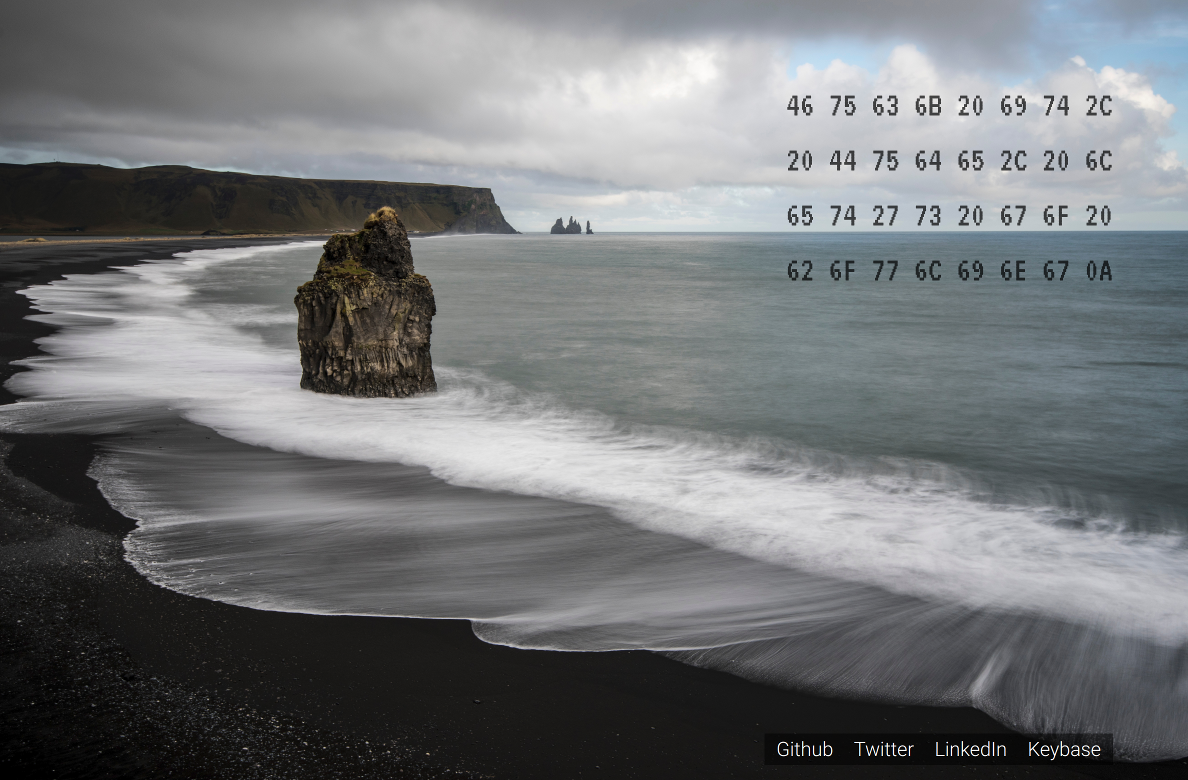 46 75 63 6B 20 69 74 2C
20 44 75 64 65 2C 20 6C
65 74 27 73 20 67 6F 20
62 6F 77 6C 69 6E 67 0A
Github Twitter LinkedIn Keybase